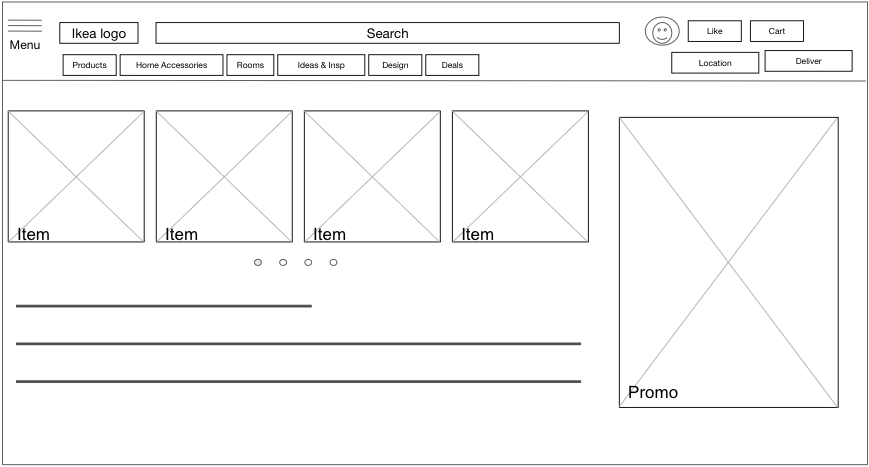 Menu
Ikea logo
Search
Like
Cart
Products
Home Accessories
Rooms
Ideas & Insp
Design
Deals
Location
Deliver
Item
Item
Item
Item
Promo